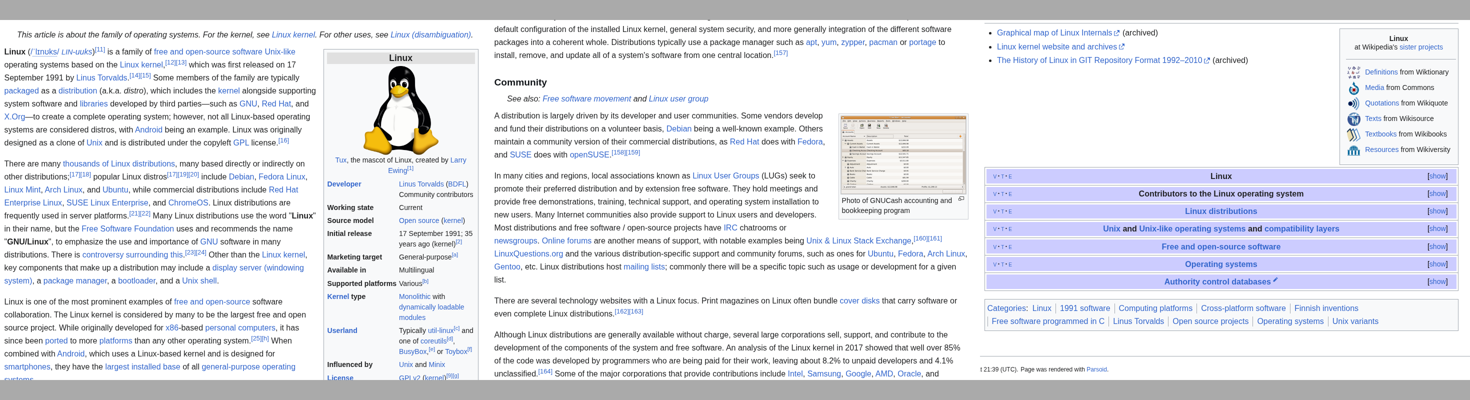 This article is about the family of operating systems. For the kernel, see Linux kernel. For other uses, see Linux (disambiguation).
Linux (/ˈlɪnʊks/ LIN-uuks)[11] is a family of free and open-source software Unix-like
operating systems based on the Linux kernel,[12][13] which was first released on 17
September 1991 by Linus Torvalds.[14][15] Some members of the family are typically
packaged as a distribution (a.k.a. distro), which includes the kernel alongside supporting
system software and libraries developed by third parties—such as GNU, Red Hat, and
X.Org—to create a complete operating system; however, not all Linux-based operating
systems are considered distros, with Android being an example. Linux was originally
designed as a clone of Unix and is distributed under the copyleft GPL license.[16]
There are many thousands of Linux distributions, many based directly or indirectly on
other distributions;[17][18] popular Linux distros[17][19][20] include Debian, Fedora Linux,
Linux Mint, Arch Linux, and Ubuntu, while commercial distributions include Red Hat
Enterprise Linux, SUSE Linux Enterprise, and ChromeOS. Linux distributions are
frequently used in server platforms.[21][22] Many Linux distributions use the word "Linux"
in their name, but the Free Software Foundation uses and recommends the name
"GNU/Linux", to emphasize the use and importance of GNU software in many
distributions. There is controversy surrounding this.[23][24] Other than the Linux kernel,
key components that make up a distribution may include a display server (windowing
system), a package manager, a bootloader, and a Unix shell.
Linux is one of the most prominent examples of free and open-source software
collaboration. The Linux kernel is considered by many to be the largest free and open
source project. While originally developed for x86-based personal computers, it has
since been ported to more platforms than any other operating system.[25][h] When
combined with Android, which uses a Linux-based kernel and is designed for
smartphones, they have the largest installed base of all general-purpose operating
systems
Linux
Tux, the mascot of Linux, created by Larry
Ewing[1]
Developer Linus Torvalds (BDFL)
Community contributors
Working state Current
Source model Open source (kernel)
Initial release 17 September 1991; 35
years ago (kernel)[2]
Marketing target General-purpose[a]
Available in Multilingual
Supported platforms Various[b]
Kernel type Monolithic with
dynamically loadable
modules
Userland Typically util-linux[c] and
one of coreutils[d],
BusyBox,[e] or Toybox[f]
Influenced by Unix and Minix
License GPLv2 (kernel)[9][g]
default configuration of the installed Linux kernel, general system security, and more generally integration of the different software
packages into a coherent whole. Distributions typically use a package manager such as apt, yum, zypper, pacman or portage to
install, remove, and update all of a system's software from one central location.[157]
Community
See also: Free software movement and Linux user group
A distribution is largely driven by its developer and user communities. Some vendors develop
and fund their distributions on a volunteer basis, Debian being a well-known example. Others
maintain a community version of their commercial distributions, as Red Hat does with Fedora,
and SUSE does with openSUSE.[158][159]
In many cities and regions, local associations known as Linux User Groups (LUGs) seek to
promote their preferred distribution and by extension free software. They hold meetings and
provide free demonstrations, training, technical support, and operating system installation to
new users. Many Internet communities also provide support to Linux users and developers.
Most distributions and free software / open-source projects have IRC chatrooms or
newsgroups. Online forums are another means of support, with notable examples being Unix & Linux Stack Exchange,[160][161]
LinuxQuestions.org and the various distribution-specific support and community forums, such as ones for Ubuntu, Fedora, Arch Linux,
Gentoo, etc. Linux distributions host mailing lists; commonly there will be a specific topic such as usage or development for a given
list.
There are several technology websites with a Linux focus. Print magazines on Linux often bundle cover disks that carry software or
even complete Linux distributions.[162][163]
Although Linux distributions are generally available without charge, several large corporations sell, support, and contribute to the
development of the components of the system and free software. An analysis of the Linux kernel in 2017 showed that well over 85%
of the code was developed by programmers who are being paid for their work, leaving about 8.2% to unpaid developers and 4.1%
unclassified.[164] Some of the major corporations that provide contributions include Intel, Samsung, Google, AMD, Oracle, and
Photo of GNUCash accounting and
bookkeeping program
Graphical map of Linux Internals (archived)
Linux kernel website and archives
The History of Linux in GIT Repository Format 1992–2010 (archived)
Linux
at Wikipedia's sister projects
Definitions from Wiktionary
Media from Commons
Quotations from Wikiquote
Texts from Wikisource
Textbooks from Wikibooks
Resources from Wikiversity
V·T·E Linux [show]
V·T·E Contributors to the Linux operating system [show]
V·T·E Linux distributions [show]
V·T·E Unix and Unix-like operating systems and compatibility layers [show]
V·T·E Free and open-source software [show]
V·T·E Operating systems [show]
Authority control databases [show]
Categories: Linux | 1991 software | Computing platforms | Cross-platform software | Finnish inventions
| Free software programmed in C | Linus Torvalds | Open source projects | Operating systems | Unix variants
t 21:39 (UTC). Page was rendered with Parsoid.